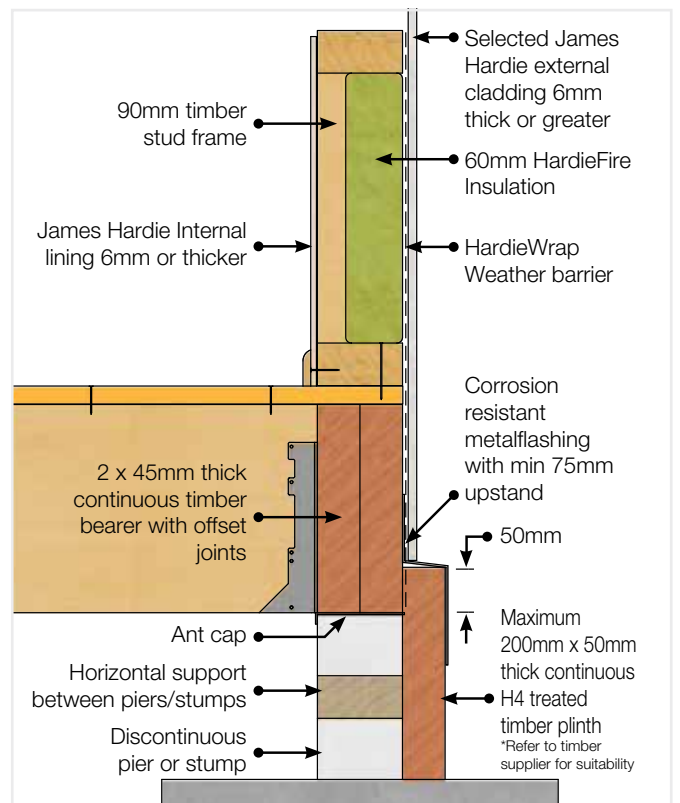 Selected James
Hardie external
cladding 6mm
thick or greater
90mm timber
stud frame
60mm HardieFire
Insulation
James Hardie Internal
lining 6mm or thicker
HardieWrap
Weather barrier
Corrosion
resistant
metalflashing
with min 75mm
upstand
2 x 45mm thick
continuous timber
bearer with offset
joints
50mm
Ant cap
Horizontal support
between piers/stumps
Discontinuous
pier or stump
Maximum
200mm x 50mm
thick continuous
H4 treated
timber plinth
*Refer to timber
supplier for suitability